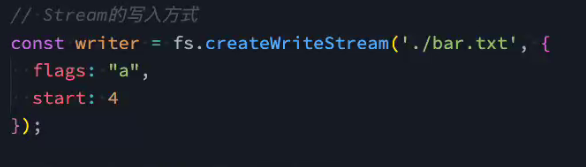 // Stream的写入方式
const writer = fs.createWriteStream('./bar.txt', {
  flags: "a",
  start: 4
});